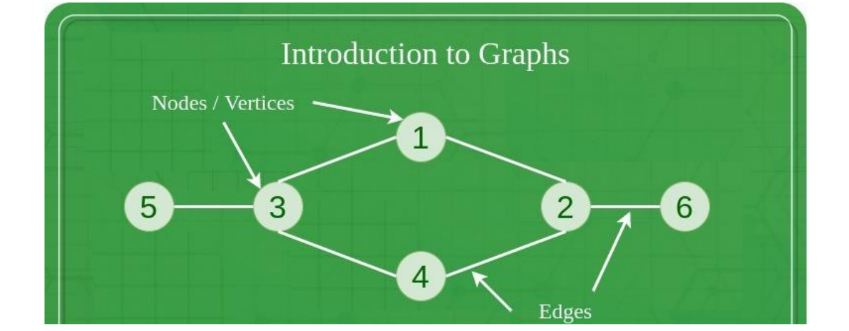 Introduction to Graphs
Nodes / Vertices
1
5
3
2
6
4
Edges